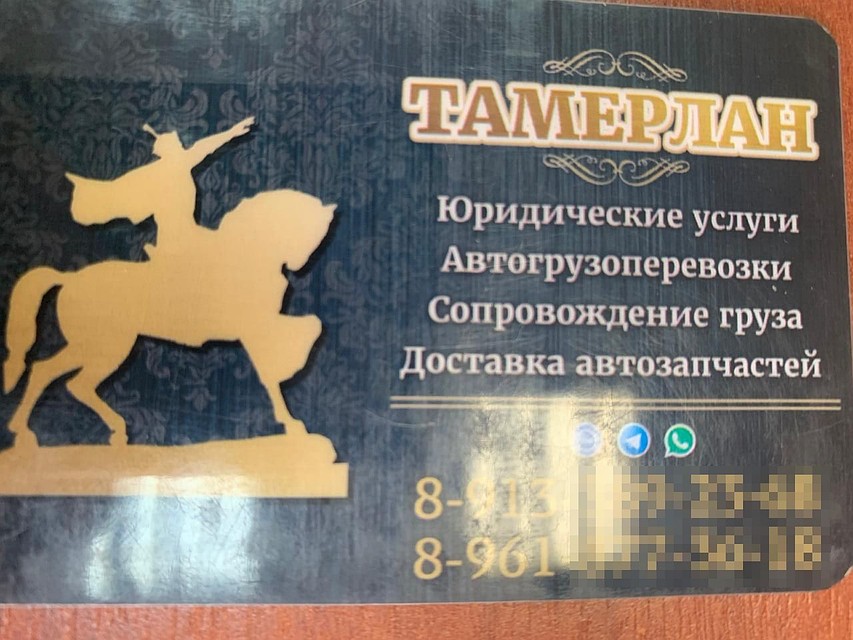 ТАМЕРЛАН
Юридические услуги
Автогрузоперевозки
Сопровождение груза
Доставка автозапчастей
8-913
8-961